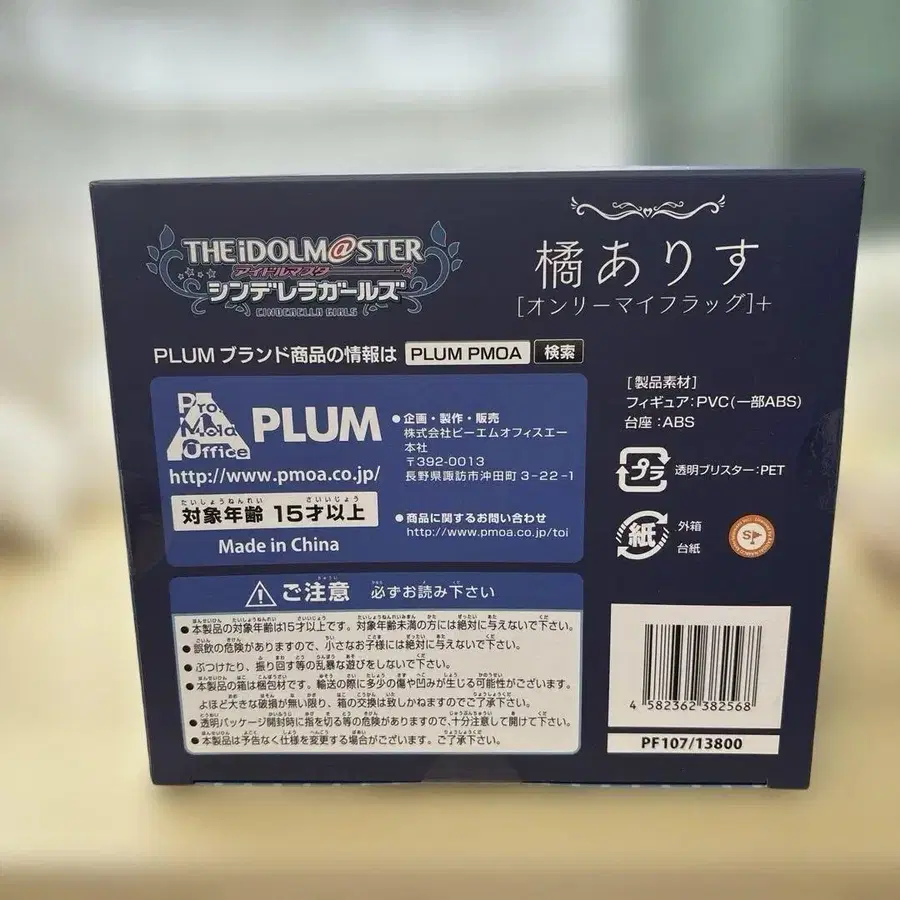 THE iDOLM@STER
アイドルマスター
シンデレラガールズ
CINDERELLA GIRLS
橘ありす
[オンリーマイフラッグ]+
PLUM ブランド商品の情報は PLUM PMOA 検索
Pro Mold Office
PLUM
http://www.pmoa.co.jp/
たいしょうねんれい さいいじょう
対象年齢 15才以上
Made in China
●企画・製作・販売
株式会社ピーエムオフィスエー
本社
〒392-0013
長野県諏訪市沖田町3-22-1
●商品に関するお問い合わせ
http://www.pmoa.co.jp/toi
ご注意 必ずお読み下さい
●本製品の対象年齢は15才以上です。対象年齢未満の方には絶対に与えないで下さい。
●誤飲の危険がありますので、小さなお子様には絶対に与えないで下さい。
●ぶつけたり、振り回す等の乱暴な遊びをしないで下さい。
●本製品の箱は梱包材です。輸送の際に多少の傷や凹みが生じる可能性がございます。
よほど大きな破損が無い限り、箱の交換は致しかねますのでご了承下さい。
●透明パッケージ開封時に指を切る等の危険がありますので、十分注意して開けて下さい。
●本製品は予告なく仕様を変更する場合がございます。ご了承下さい。
[製品素材]
フィギュア:PVC(一部ABS)
台座:ABS
プラ 透明ブリスター:PET
紙 外箱
台紙
4 582362 382568
PF107/13800